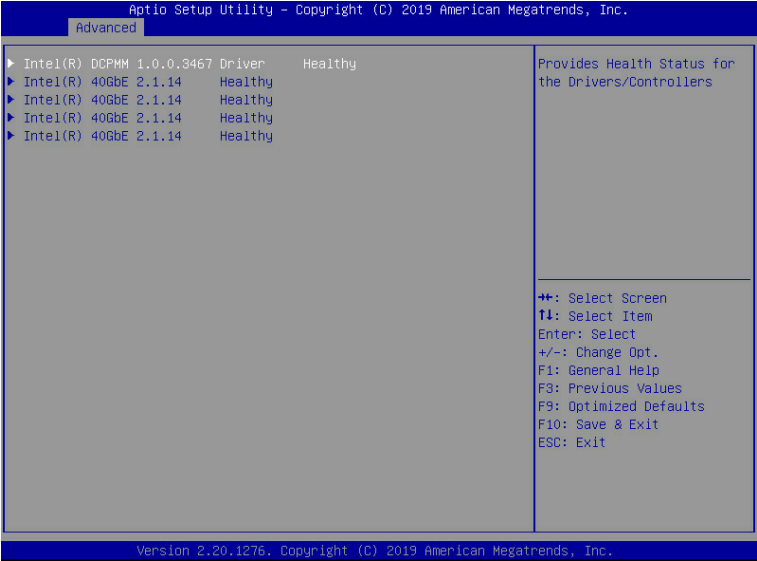 Aptio Setup Utility – Copyright (C) 2019 American Megatrends, Inc.
Advanced
Intel(R) DCPMM 1.0.0.3467 Driver Healthy
Intel(R) 40GbE 2.1.14 Healthy
Intel(R) 40GbE 2.1.14 Healthy
Intel(R) 40GbE 2.1.14 Healthy
Intel(R) 40GbE 2.1.14 Healthy
Provides Health Status for
the Drivers/Controllers
→←: Select Screen
↑↓: Select Item
Enter: Select
+/-: Change Opt.
F1: General Help
F3: Previous Values
F9: Optimized Defaults
F10: Save & Exit
ESC: Exit
Version 2.20.1276. Copyright (C) 2019 American Megatrends, Inc.